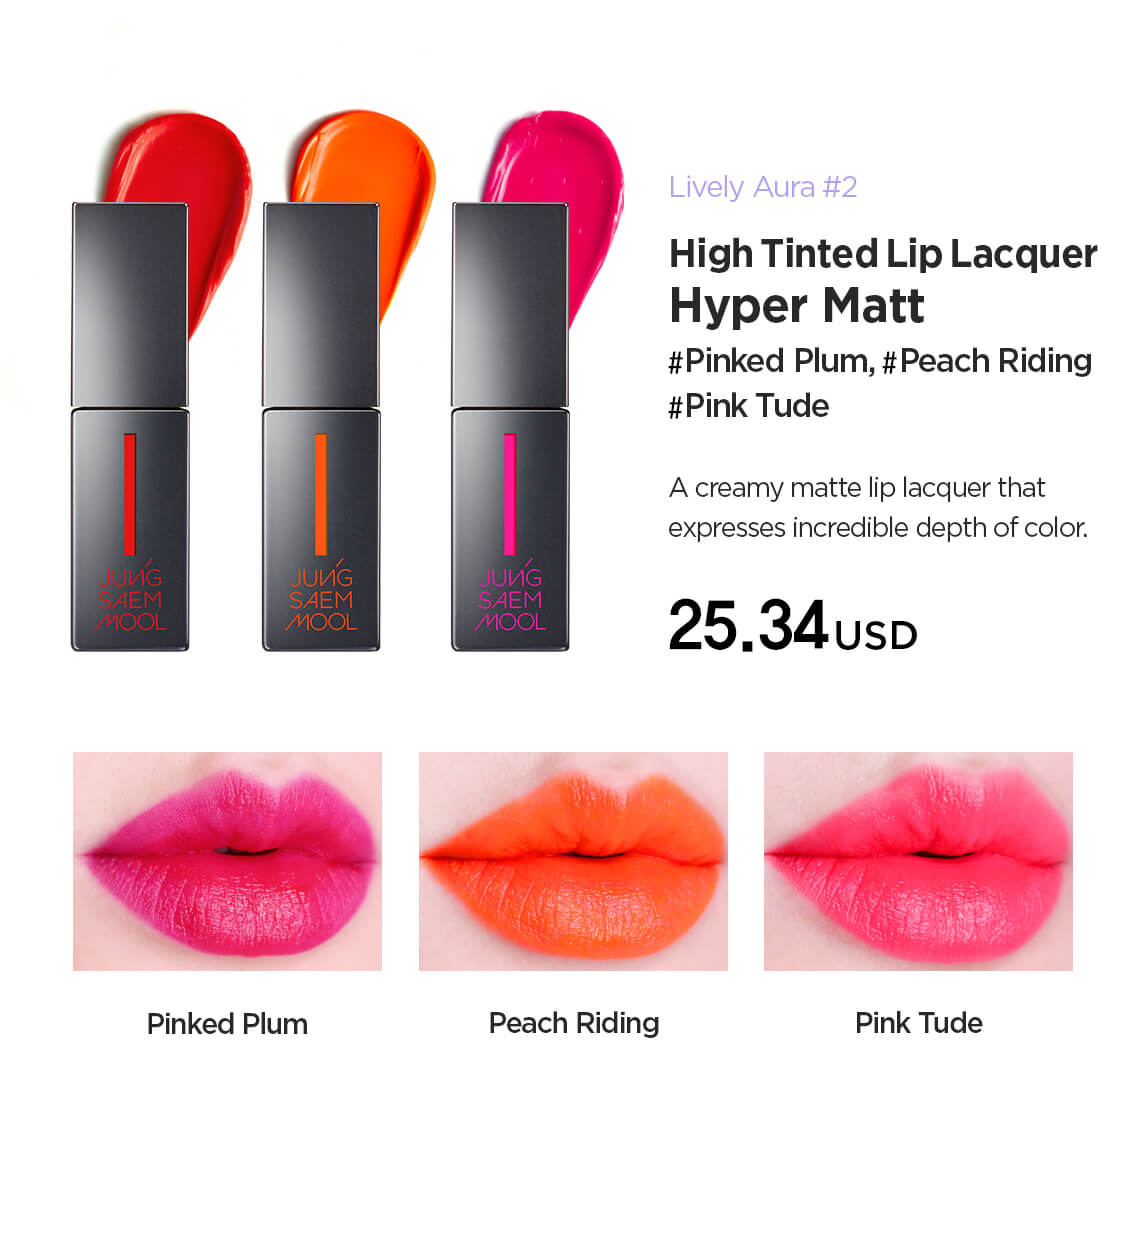 Lively Aura #2
High Tinted Lip Lacquer
Hyper Matt
#Pinked Plum, #Peach Riding
#Pink Tude
A creamy matte lip lacquer that
expresses incredible depth of color.
25.34 USD
JUNG
SAEM
MOOL
JUNG
SAEM
MOOL
JUNG
SAEM
MOOL
Pinked Plum
Peach Riding
Pink Tude